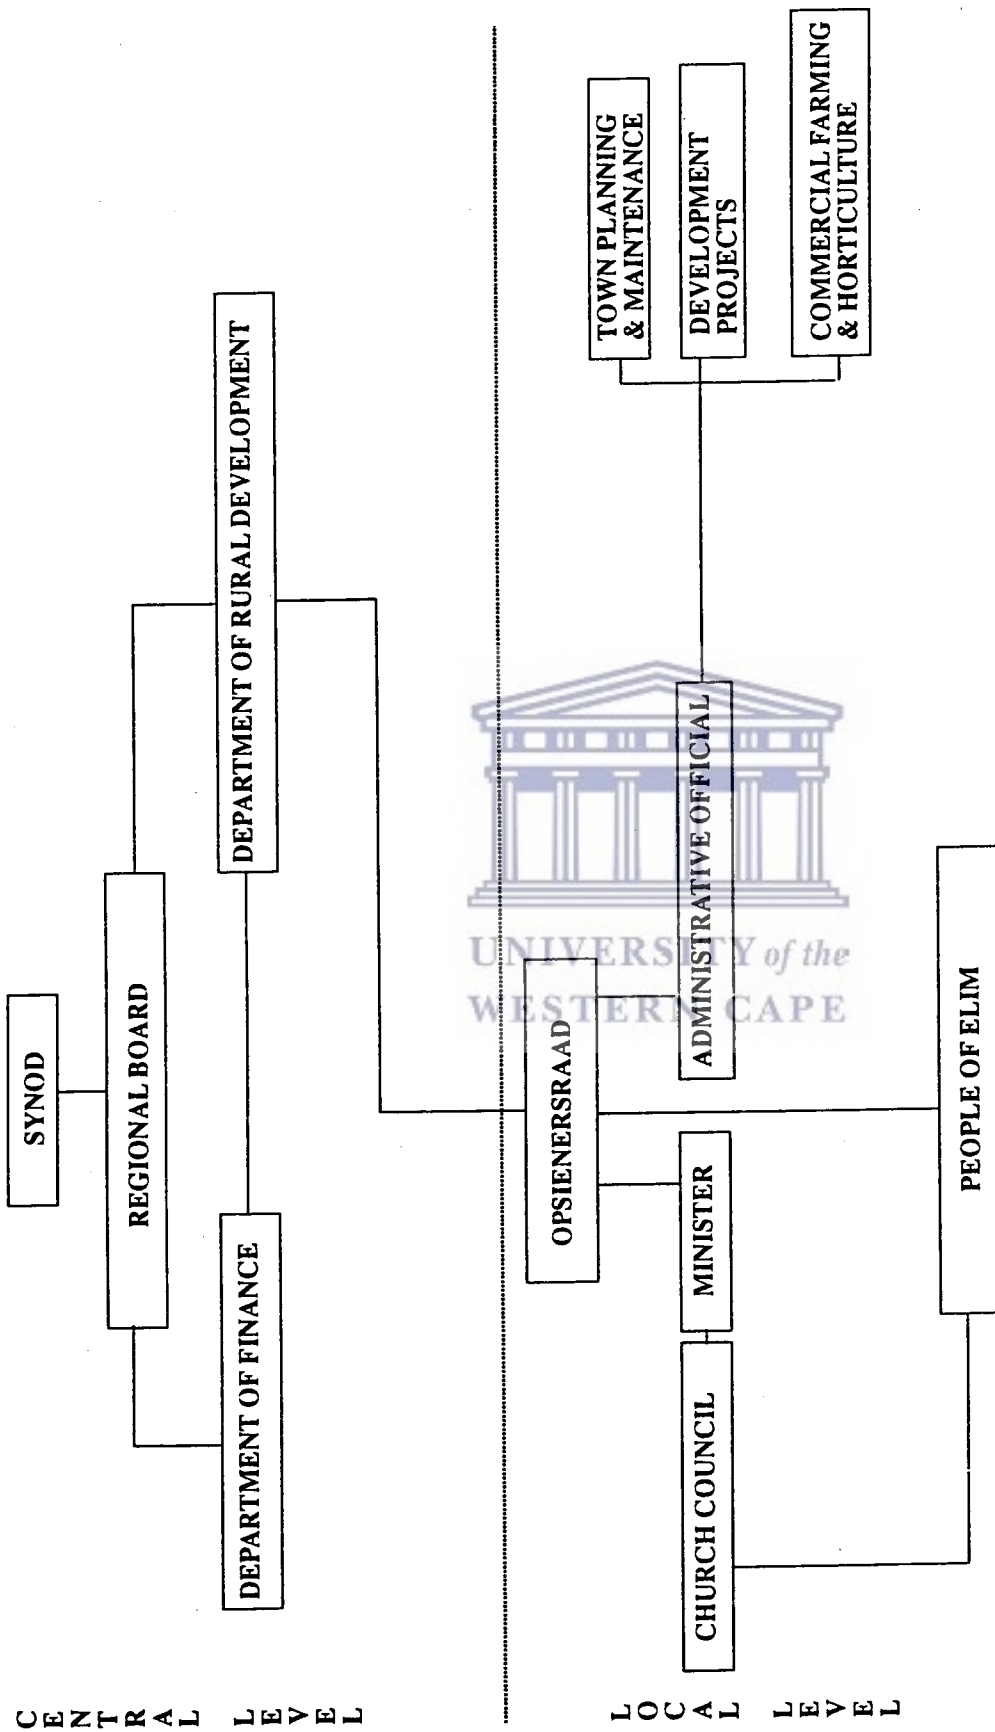 CENTRAL LEVEL
SYNOD
REGIONAL BOARD
DEPARTMENT OF FINANCE
DEPARTMENT OF RURAL DEVELOPMENT
LOCAL LEVEL
OPSIENERSRAAD
CHURCH COUNCIL
MINISTER
ADMINISTRATIVE OFFICIAL
TOWN PLANNING
& MAINTENANCE
DEVELOPMENT
PROJECTS
COMMERCIAL FARMING
& HORTICULTURE
PEOPLE OF ELIM
UNIVERSITY of the
WESTERN CAPE